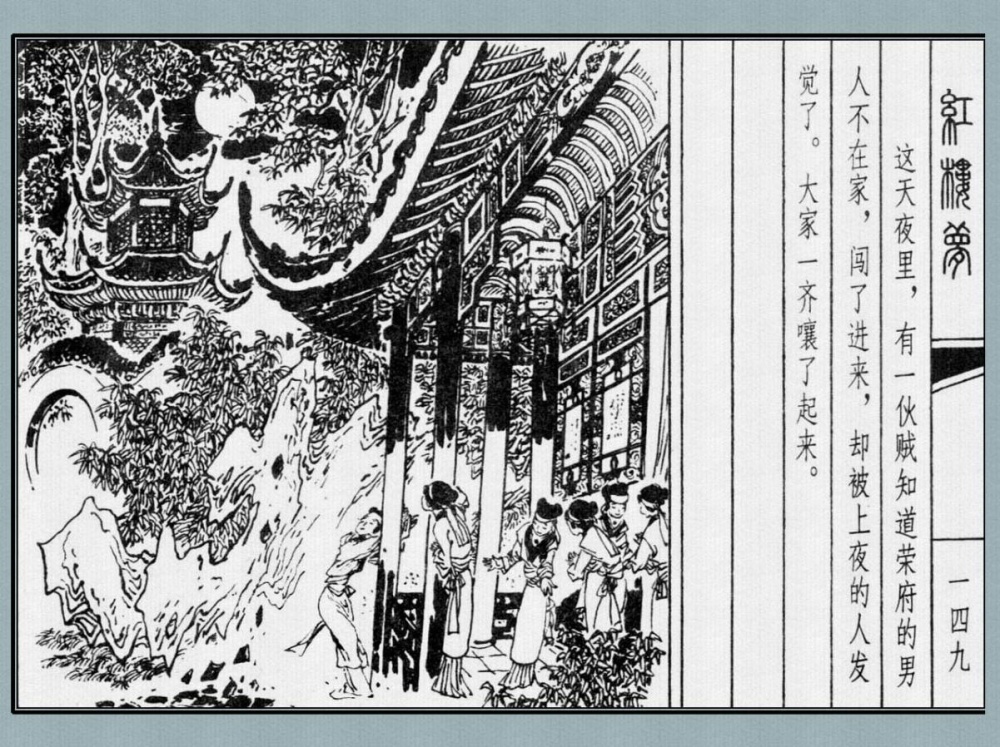 紅樓夢
一四九
这天夜里，有一伙贼知道荣府的男
人不在家，闯了进来，却被上夜的人发
觉了。大家一齐嚷了起来。